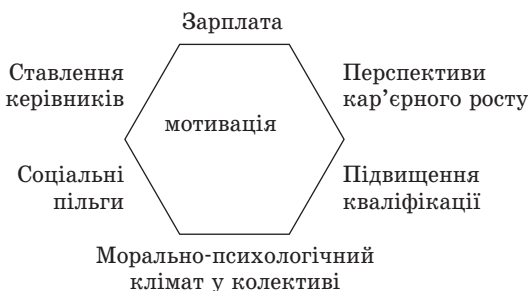 Зарплата
Ставлення
керівників
Перспективи
кар’єрного росту
мотивація
Соціальні
пільги
Підвищення
кваліфікації
Морально-психологічний
клімат у колективі